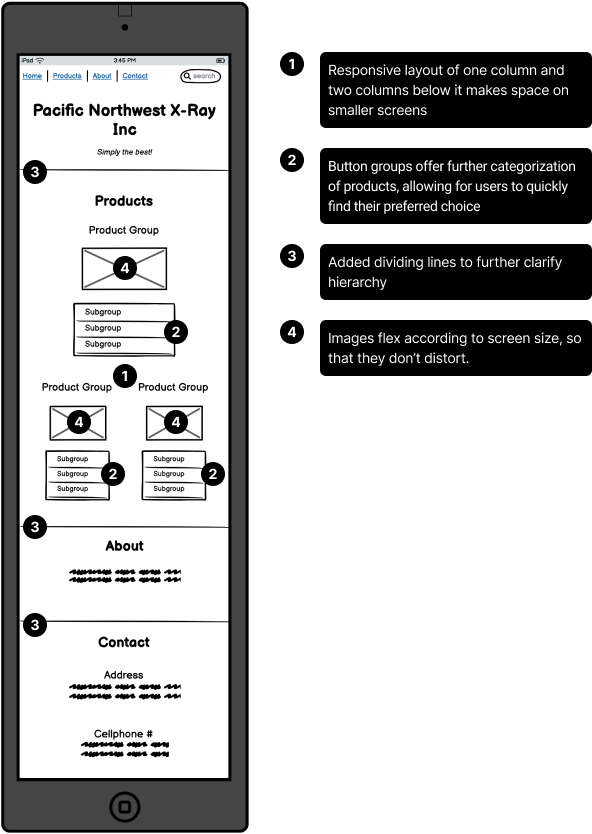 iPod 3:45 PM
Home Products About Contact search
Pacific Northwest X-Ray
Inc
Simply the best!
3
Products
Product Group
4
Subgroup
Subgroup
2
Subgroup
1
Product Group Product Group
4 4
Subgroup Subgroup
Subgroup 2 Subgroup 2
Subgroup Subgroup
3
About
3
Contact
Address
Cellphone #
1
Responsive layout of one column and
two columns below it makes space on
smaller screens
2
Button groups offer further categorization
of products, allowing for users to quickly
find their preferred choice
3
Added dividing lines to further clarify
hierarchy
4
Images flex according to screen size, so
that they don’t distort.